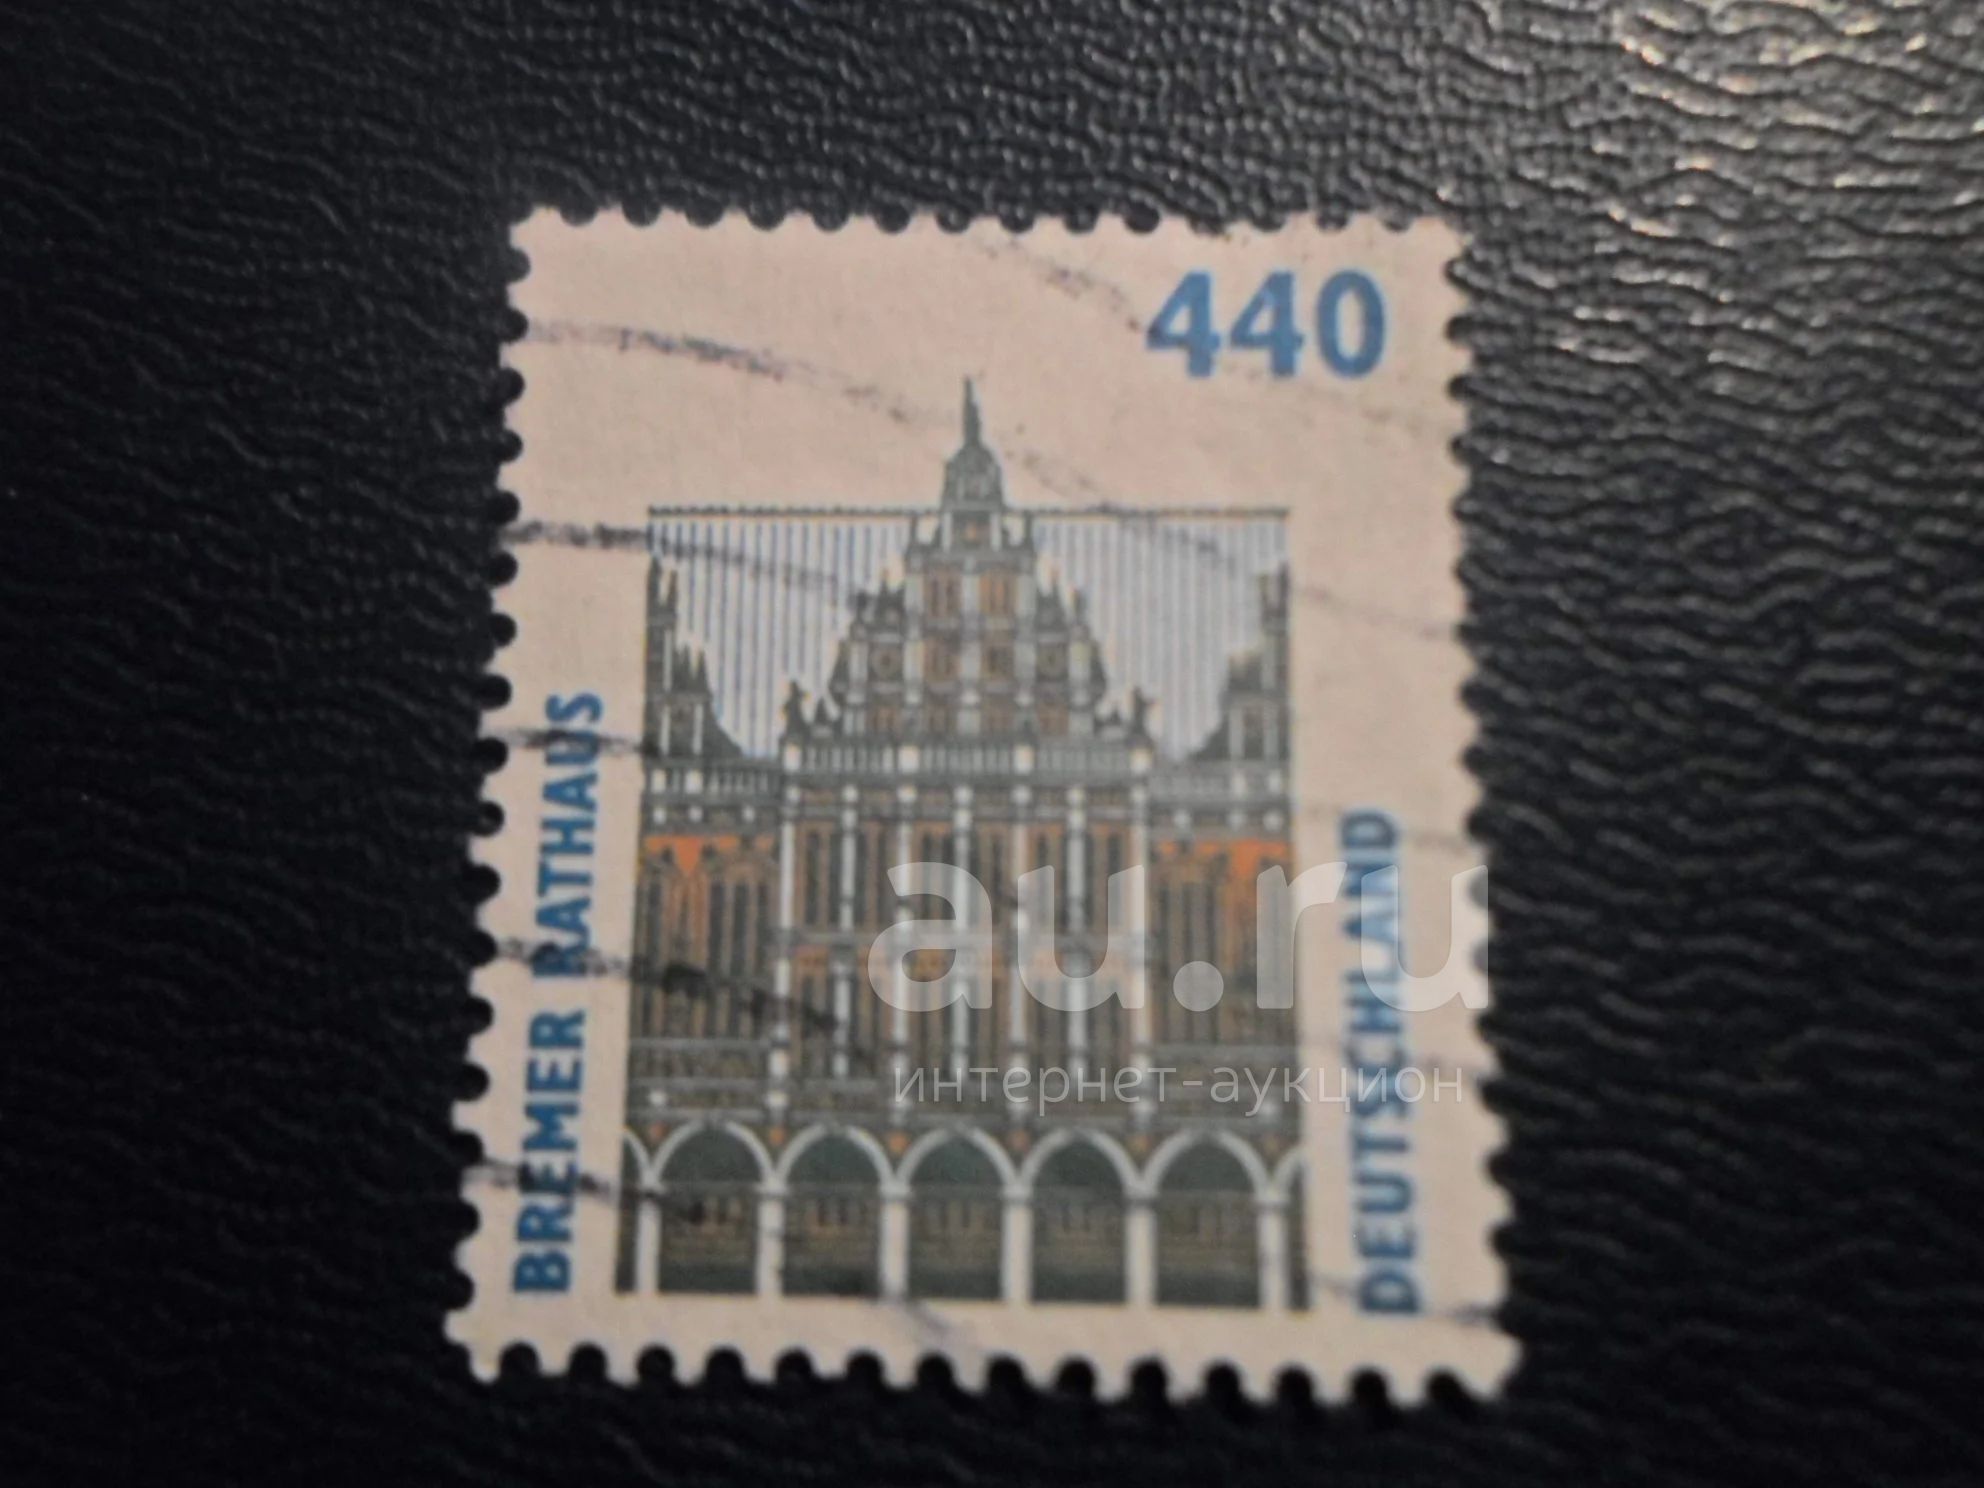 440
BREMER RATHAUS
DEUTSCHLAND
au.ru
интернет-аукцион